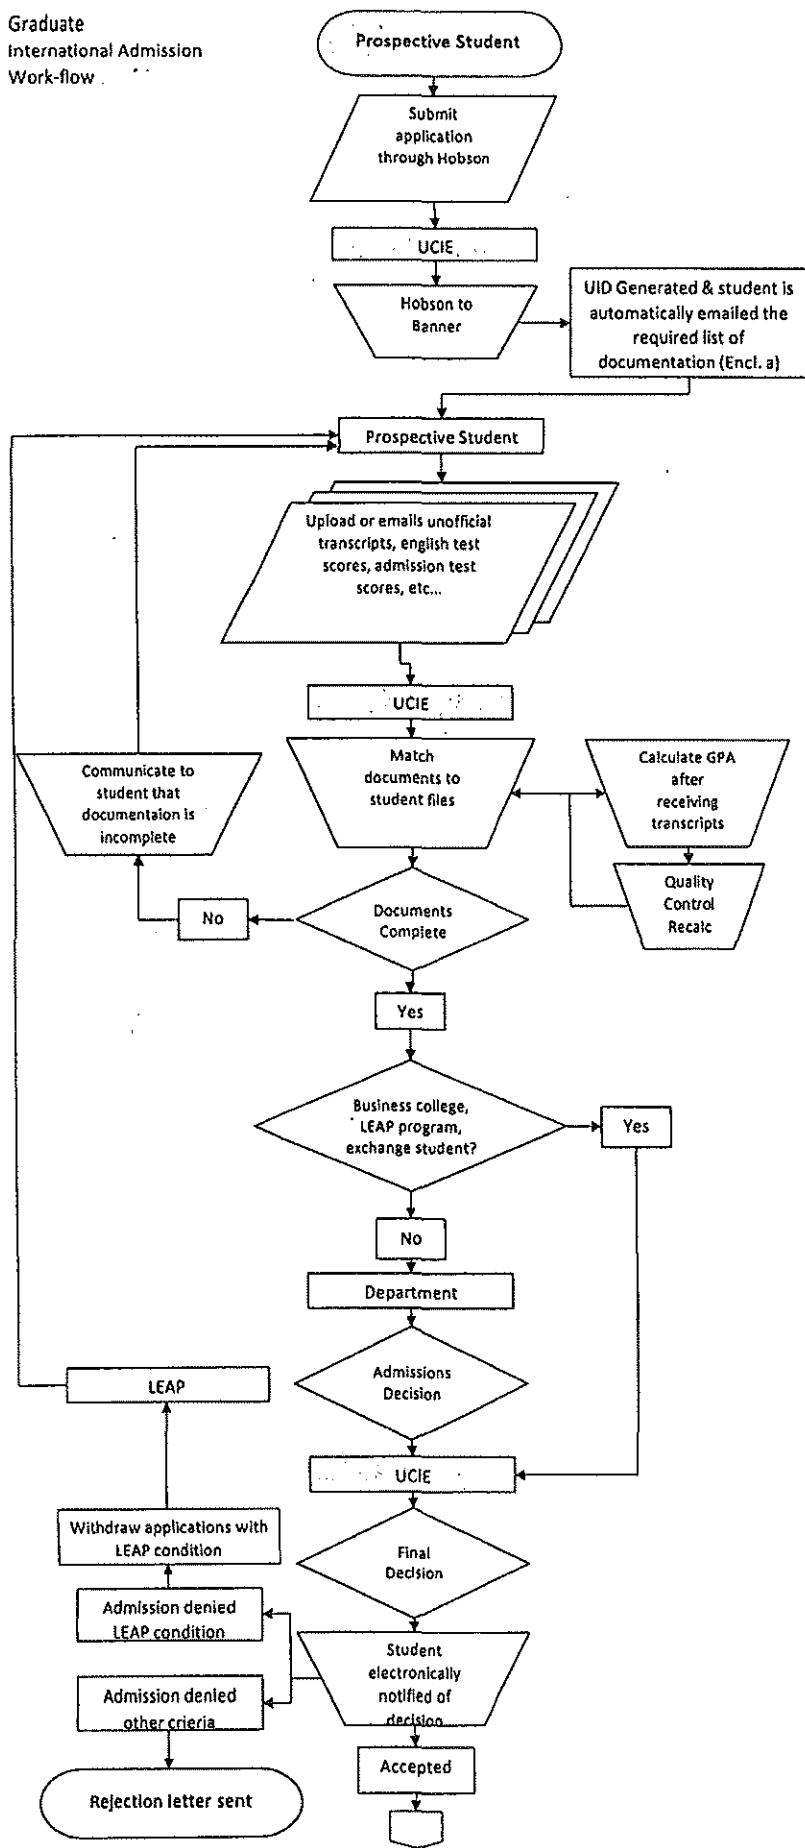 Graduate
International Admission
Work-flow
Prospective Student
Submit
application
through Hobson
UCIE
Hobson to
Banner
UID Generated & student is
automatically emailed the
required list of
documentation (Encl. a)
Prospective Student
Upload or emails unofficial
transcripts, english test
scores, admission test
scores, etc...
UCIE
Match
documents to
student files
Calculate GPA
after
receiving
transcripts
Quality
Control
Recalc
Communicate to
student that
documentaion is
incomplete
Documents
Complete
No
Yes
Business college,
LEAP program,
exchange student?
Yes
No
Department
Admissions
Decision
LEAP
UCIE
Withdraw applications with
LEAP condition
Final
Decision
Admission denied
LEAP condition
Student
electronically
notified of
decision
Admission denied
other crieria
Accepted
Rejection letter sent